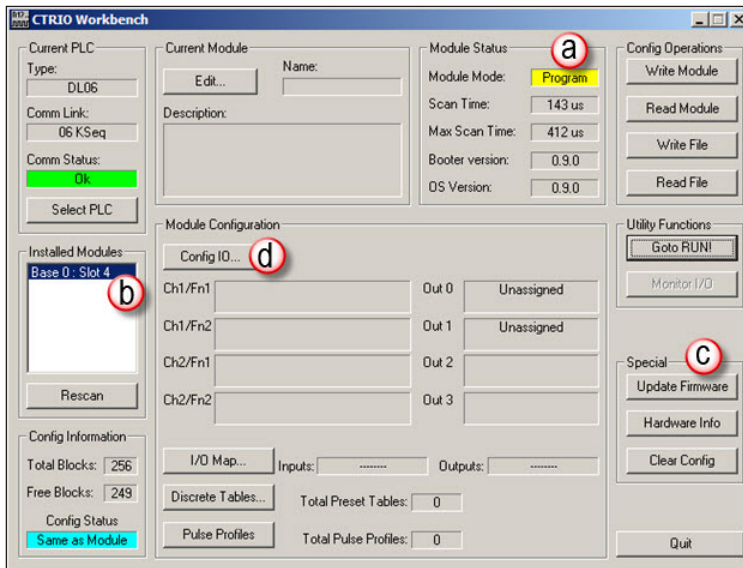 CTRIO Workbench
Current PLC
Type:
DL06
Comm Link:
06 KSeq
Comm Status:
Ok
Select PLC
Installed Modules
Base 0 : Slot 4
b
Rescan
Config Information
Total Blocks: 256
Free Blocks: 249
Config Status
Same as Module
Current Module
Edit...
Name:
Description:
Module Status
a
Module Mode: Program
Scan Time: 143 us
Max Scan Time: 412 us
Booter version: 0.9.0
OS Version: 0.9.0
Module Configuration
Config IO...
d
Ch1/Fn1
Out 0 Unassigned
Ch1/Fn2
Out 1 Unassigned
Ch2/Fn1
Out 2
Ch2/Fn2
Out 3
I/O Map...
Inputs: --------
Outputs: --------
Discrete Tables...
Total Preset Tables: 0
Pulse Profiles
Total Pulse Profiles: 0
Config Operations
Write Module
Read Module
Write File
Read File
Utility Functions
Goto RUN!
Monitor I/O
Special
c
Update Firmware
Hardware Info
Clear Config
Quit